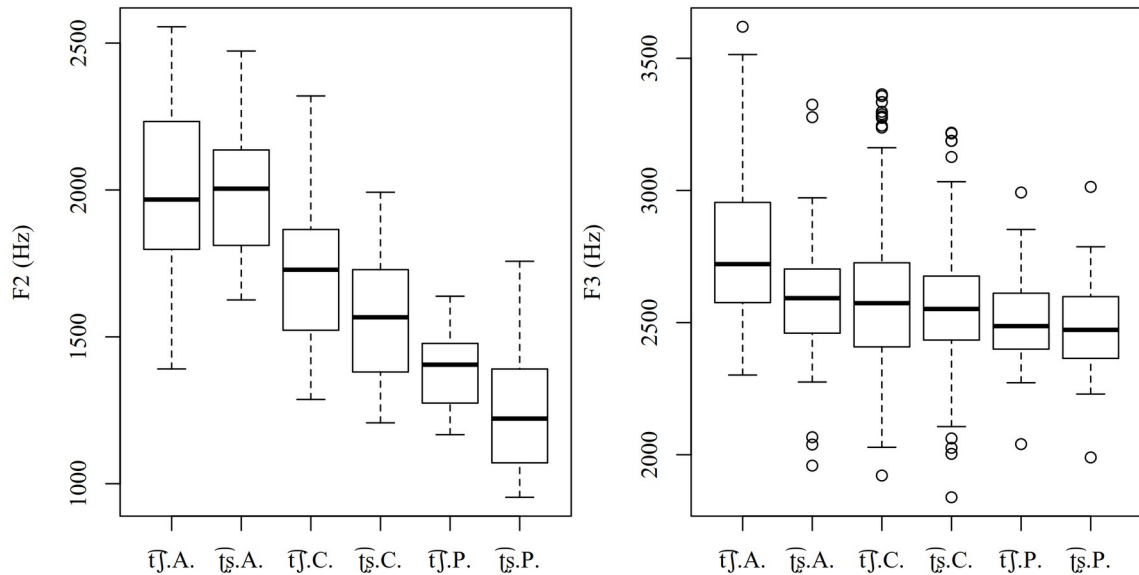 F2 (Hz)
2500
2000
1500
1000
t͡ʃ.A.
t̪͡s̪.A.
t͡ʃ.C.
t̪͡s̪.C.
t͡ʃ.P.
t̪͡s̪.P.
F3 (Hz)
3500
3000
2500
2000
t͡ʃ.A.
t̪͡s̪.A.
t͡ʃ.C.
t̪͡s̪.C.
t͡ʃ.P.
t̪͡s̪.P.